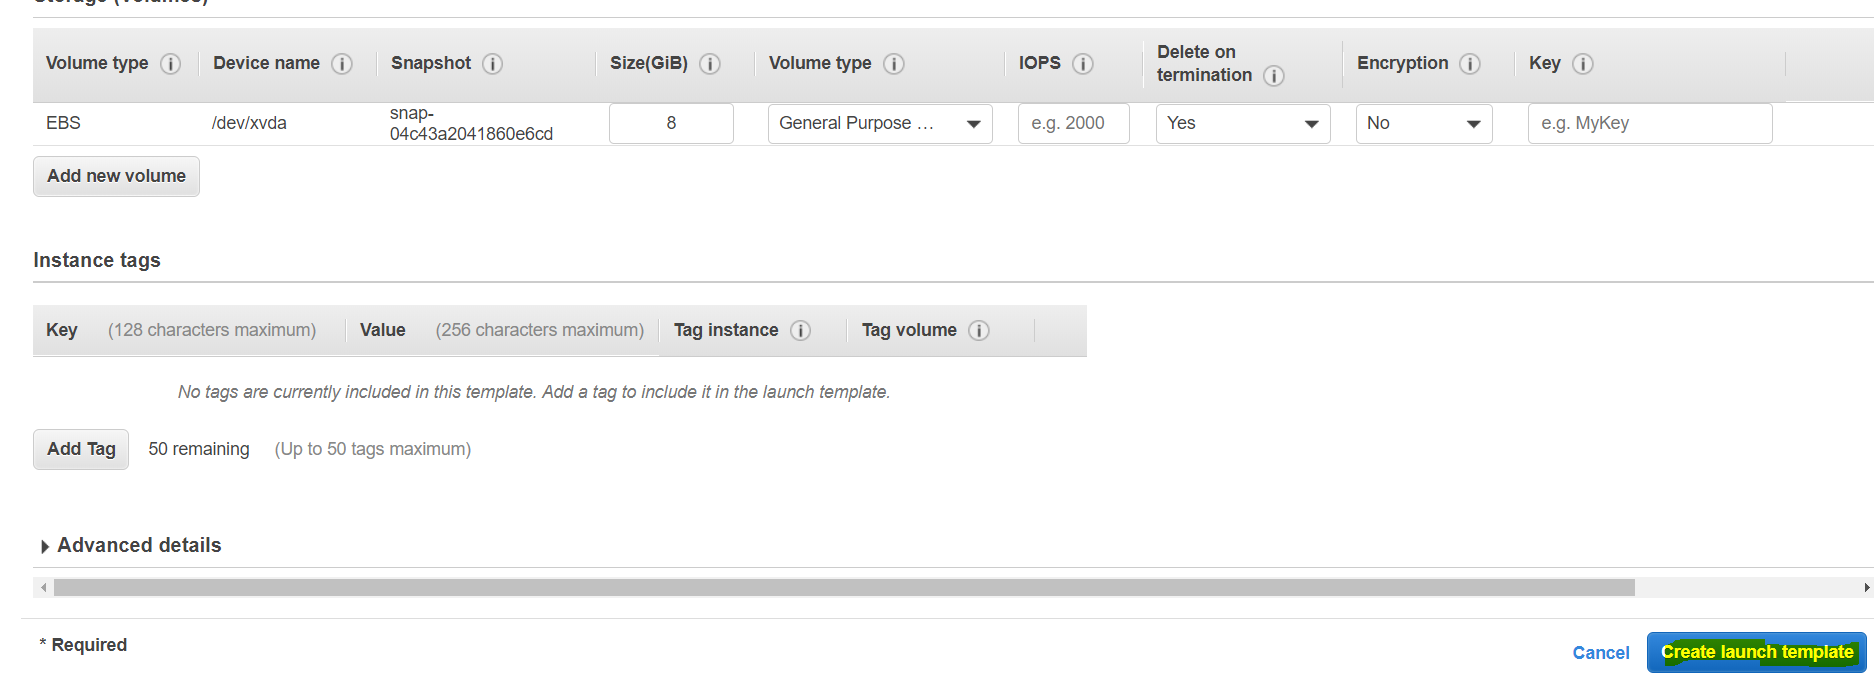 Storage (Volumes)
Volume type Device name Snapshot Size(GiB) Volume type IOPS Delete on termination Encryption Key
EBS /dev/xvda snap-04c43a2041860e6cd 8 General Purpose ... e.g. 2000 Yes No e.g. MyKey
Add new volume
Instance tags
Key (128 characters maximum) Value (256 characters maximum) Tag instance Tag volume
No tags are currently included in this template. Add a tag to include it in the launch template.
Add Tag 50 remaining (Up to 50 tags maximum)
Advanced details
* Required
Cancel Create launch template